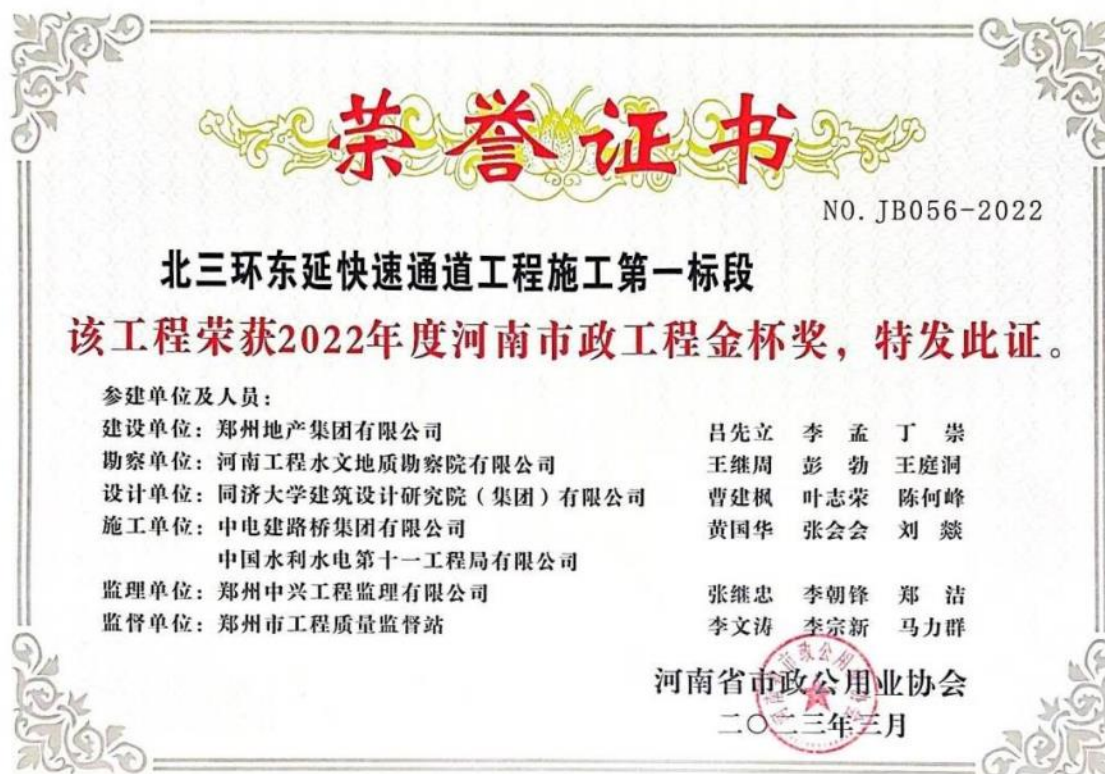 荣誉证书
NO. JB056-2022
北三环东延快速通道工程施工第一标段
该工程荣获2022年度河南市政工程金杯奖，特发此证。
参建单位及人员：
建设单位：郑州地产集团有限公司 吕先立 李孟 丁崇
勘察单位：河南工程水文地质勘察院有限公司 王继周 彭勃 王庭洞
设计单位：同济大学建筑设计研究院（集团）有限公司 曹建枫 叶志荣 陈何峰
施工单位：中电建路桥集团有限公司 黄国华 张会会 刘燚
中国水利水电第十一工程局有限公司
监理单位：郑州中兴工程监理有限公司 张继忠 李朝锋 郑洁
监督单位：郑州市工程质量监督站 李文涛 李宗新 马力群
河南省市政公用业协会
二〇二三年三月